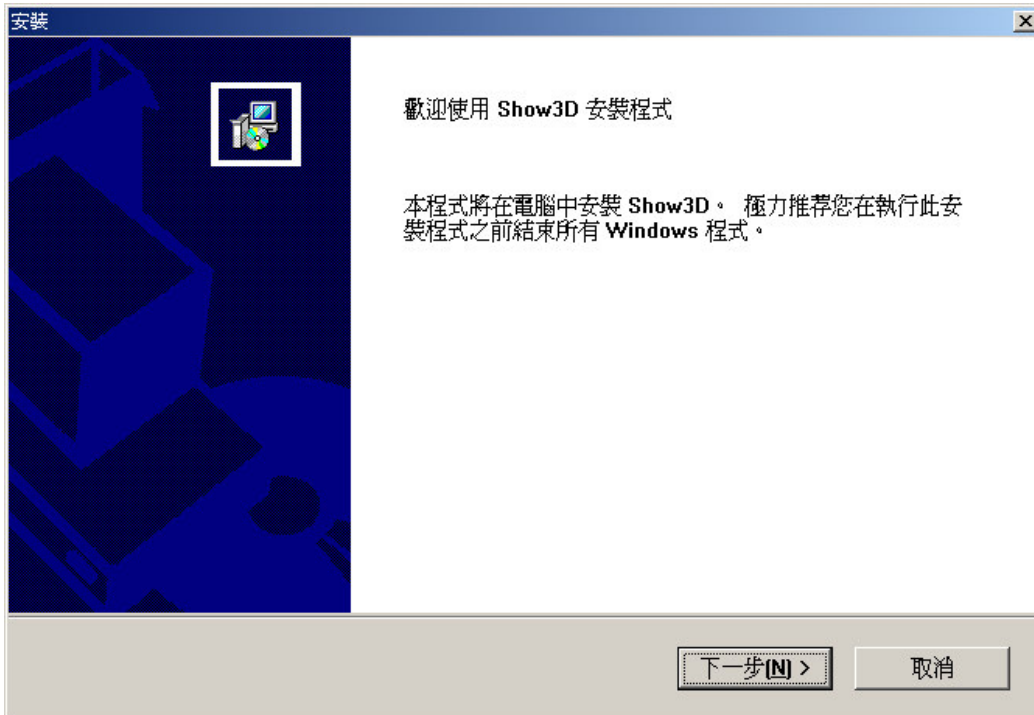 安裝
歡迎使用 Show3D 安裝程式
本程式將在電腦中安裝 Show3D。 極力推荐您在執行此安
裝程式之前結束所有 Windows 程式。
下一步(N) >
取消